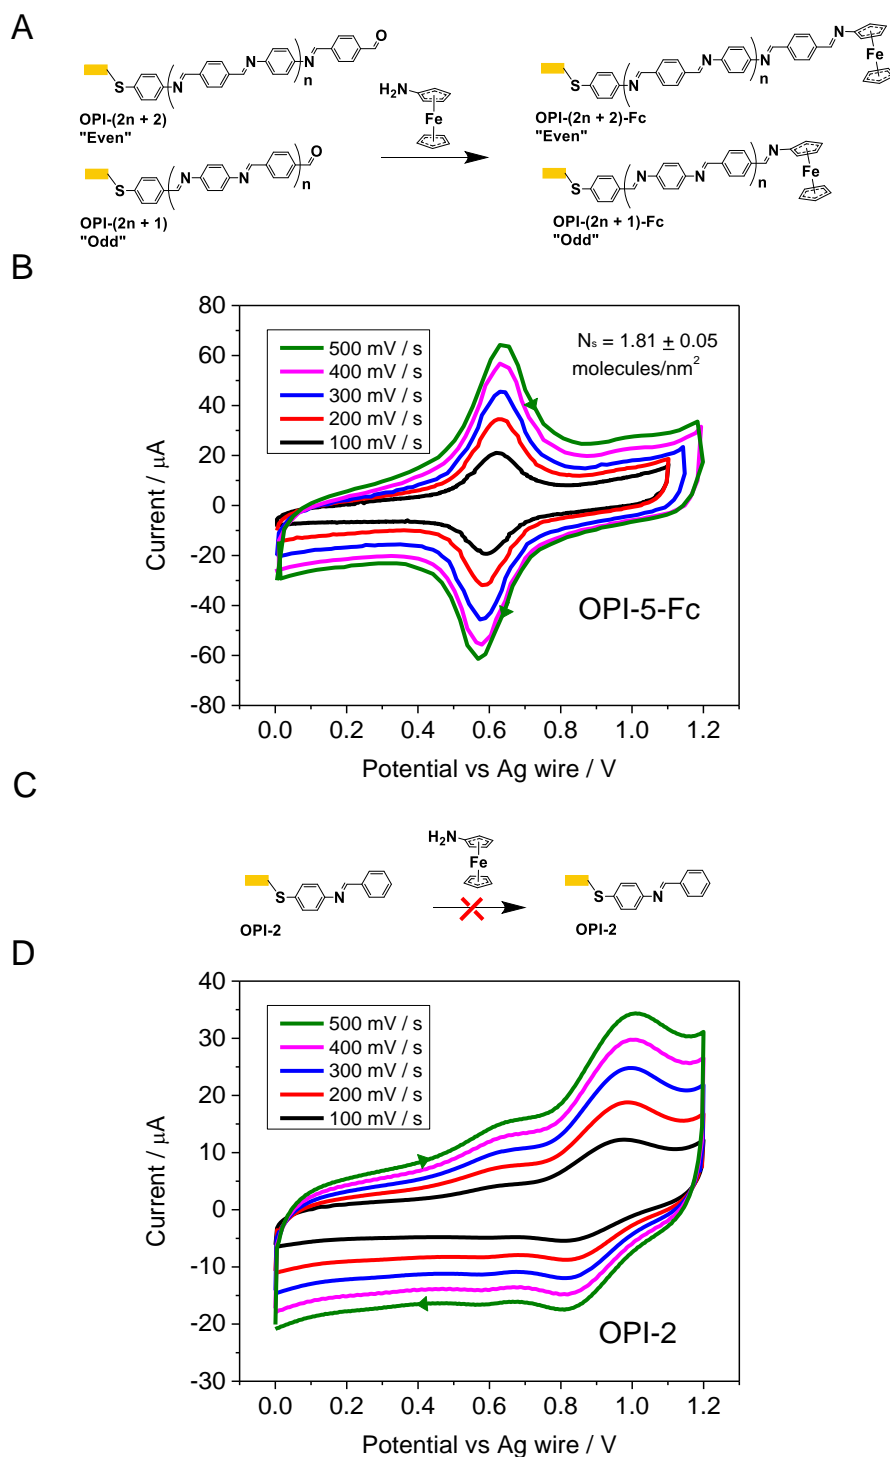 A
S
N
N
N
N
n
O
OPI-(2n + 2)
"Even"
S
N
N
O
n
OPI-(2n + 1)
"Odd"
H2N
Fe
S
N
N
N
N
n
N
Fe
OPI-(2n + 2)-Fc
"Even"
S
N
N
n
N
Fe
OPI-(2n + 1)-Fc
"Odd"
B
80
60
40
20
0
-20
-40
-60
-80
Current / μA
500 mV / s
400 mV / s
300 mV / s
200 mV / s
100 mV / s
Ns = 1.81 ± 0.05
molecules/nm2
OPI-5-Fc
0.0 0.2 0.4 0.6 0.8 1.0 1.2
Potential vs Ag wire / V
C
S
N
OPI-2
H2N
Fe
S
N
OPI-2
D
40
30
20
10
0
-10
-20
-30
Current / μA
500 mV / s
400 mV / s
300 mV / s
200 mV / s
100 mV / s
OPI-2
0.0 0.2 0.4 0.6 0.8 1.0 1.2
Potential vs Ag wire / V